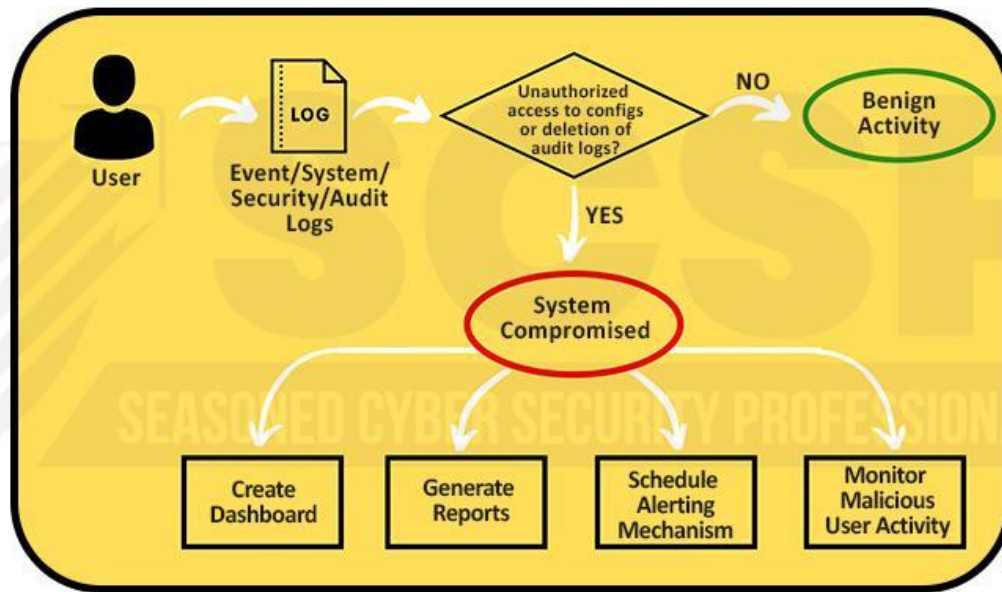 LOG
User
Event/System/
Security/Audit
Logs
Unauthorized
access to configs
or deletion of
audit logs?
NO
Benign
Activity
YES
System
Compromised
SCSP
SEASONED CYBER SECURITY PROFESSION
Create
Dashboard
Generate
Reports
Schedule
Alerting
Mechanism
Monitor
Malicious
User Activity